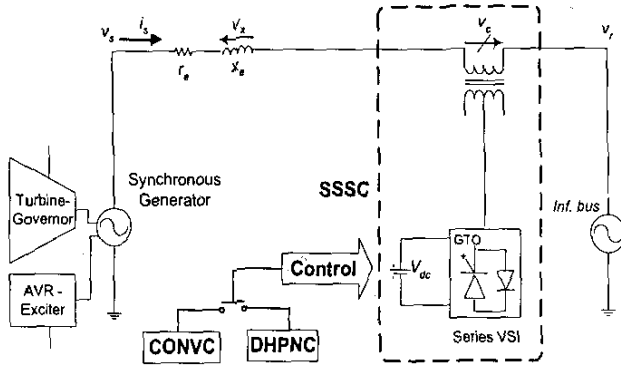 v_s
i_s
v_x
v_c
v_r
r_e
x_e
Turbine-
Governor
Synchronous
Generator
SSSC
Inf. bus
AVR -
Exciter
Control
V_dc
GTO
Series VSI
CONVC
DHPNC